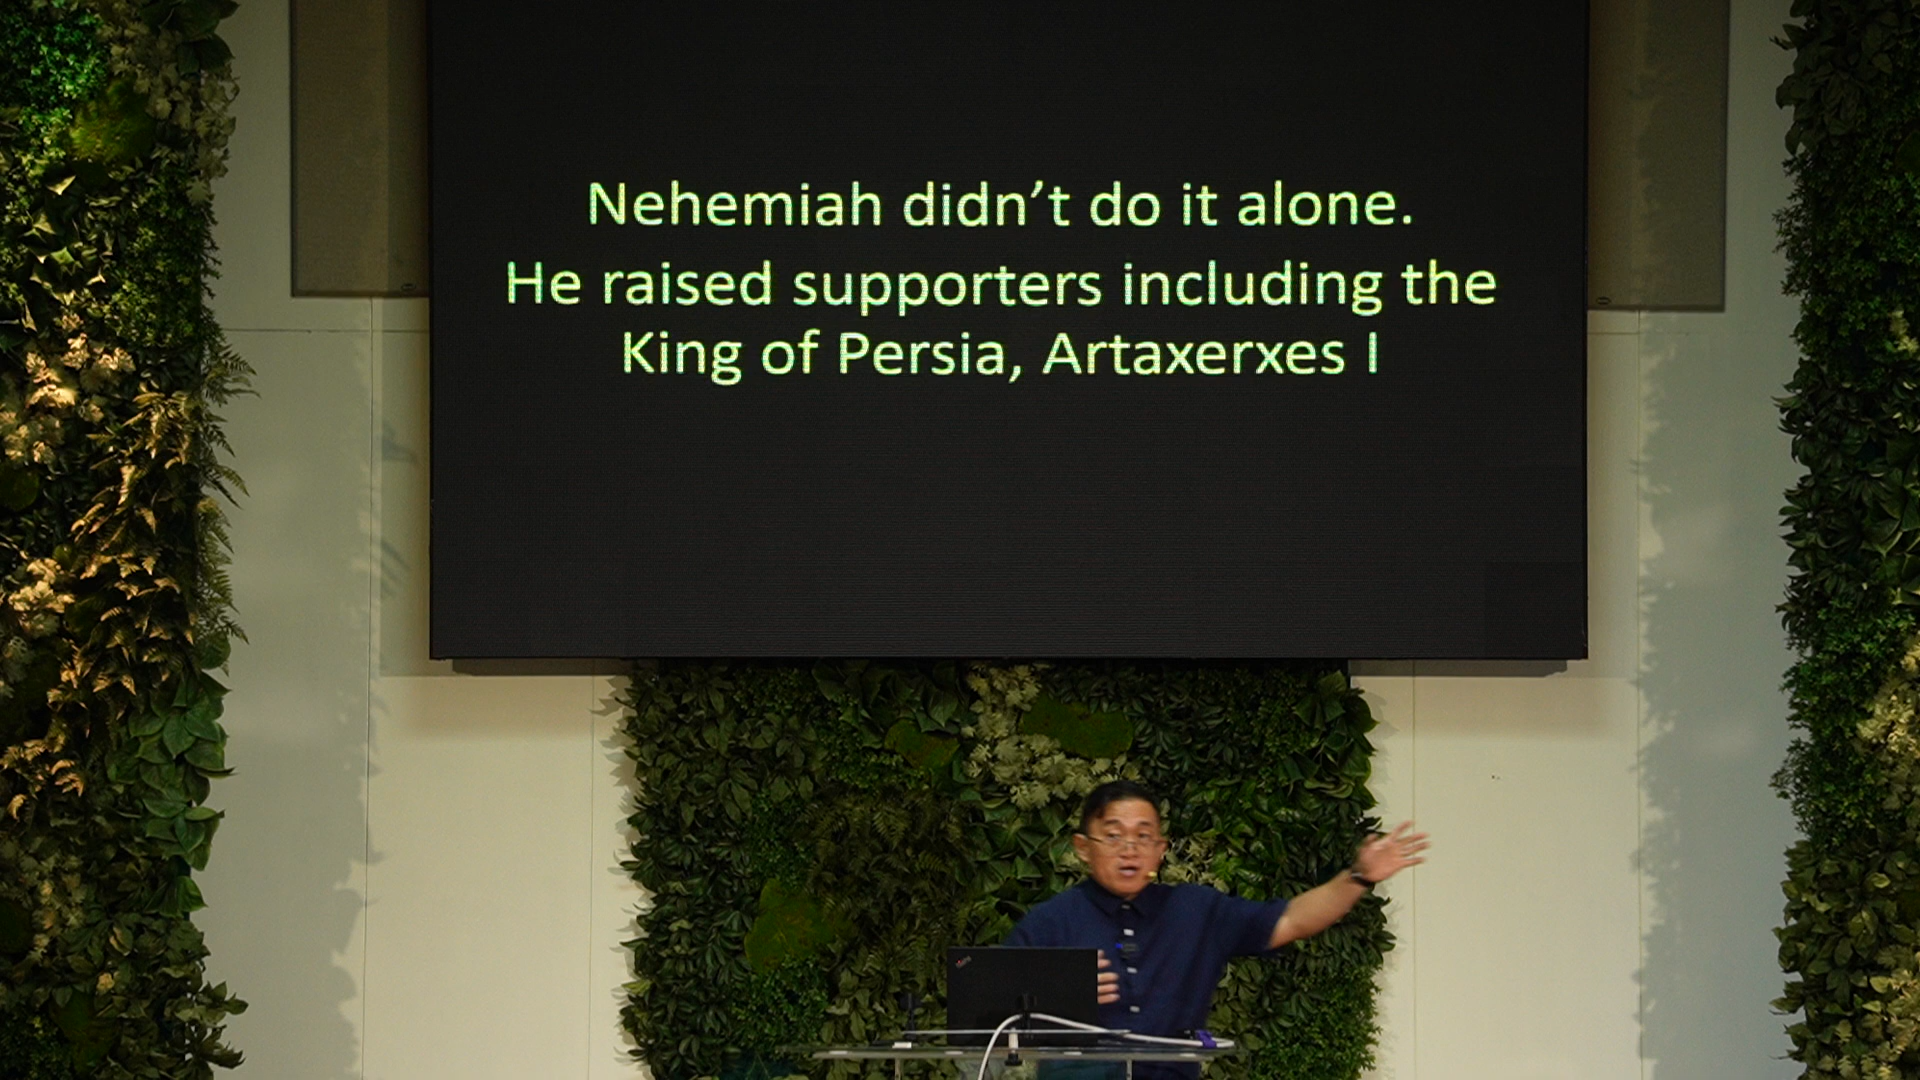 Nehemiah didn’t do it alone.
He raised supporters including the
King of Persia, Artaxerxes I